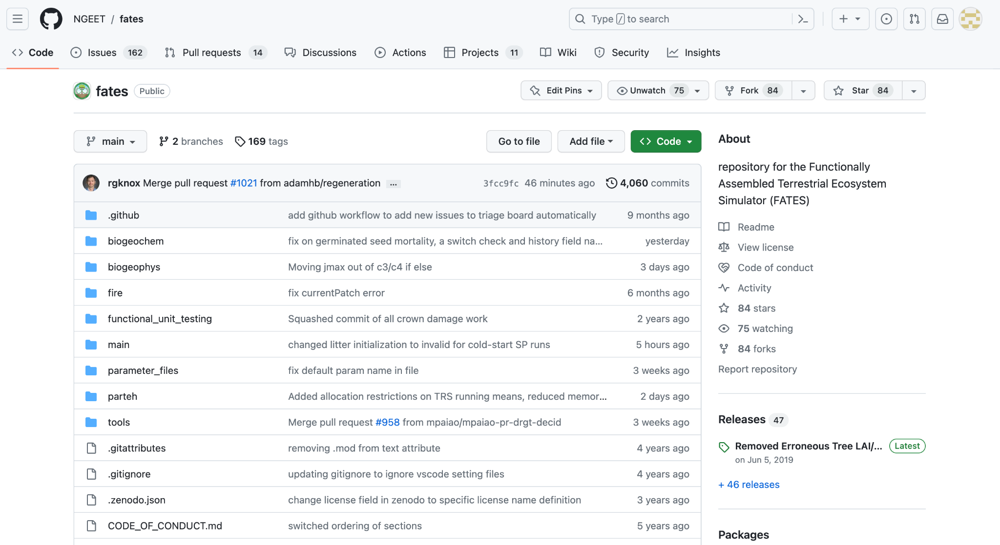 NGEET / fates
Type / to search
Code
Issues 162
Pull requests 14
Discussions
Actions
Projects 11
Wiki
Security
Insights
fates Public
Edit Pins
Unwatch 75
Fork 84
Star 84
main
2 branches
169 tags
Go to file
Add file
Code
rgknox Merge pull request #1021 from adamhb/regeneration ...
3fcc9fc 46 minutes ago
4,060 commits
.github add github workflow to add new issues to triage board automatically 9 months ago
biogeochem fix on germinated seed mortality, a switch check and history field na... yesterday
biogeophys Moving jmax out of c3/c4 if else 3 days ago
fire fix currentPatch error 6 months ago
functional_unit_testing Squashed commit of all crown damage work 2 years ago
main changed litter initialization to invalid for cold-start SP runs 5 hours ago
parameter_files fix default param name in file 3 weeks ago
parteh Added allocation restrictions on TRS running means, reduced memor... 2 days ago
tools Merge pull request #958 from mpaiao/mpaiao-pr-drgt-decid 3 weeks ago
.gitattributes removing .mod from text attribute 4 years ago
.gitignore updating gitignore to ignore vscode setting files 4 years ago
.zenodo.json change license field in zenodo to specific license name definition 3 years ago
CODE_OF_CONDUCT.md switched ordering of sections 5 years ago
About
repository for the Functionally
Assembled Terrestrial Ecosystem
Simulator (FATES)
Readme
View license
Code of conduct
Activity
84 stars
75 watching
84 forks
Report repository
Releases 47
Removed Erroneous Tree LAI/... Latest
on Jun 5, 2019
+ 46 releases
Packages